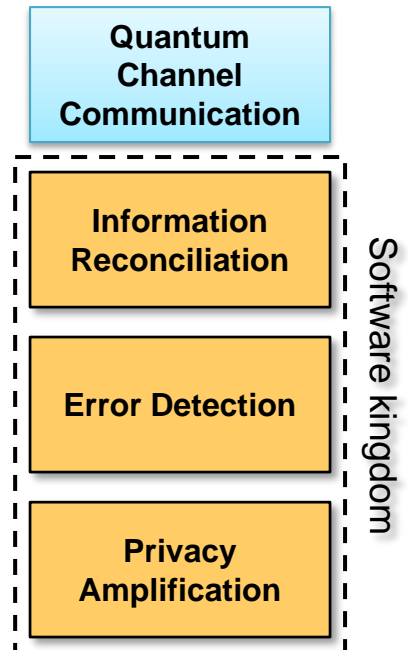 Quantum
Channel
Communication
Information
Reconciliation
Error Detection
Privacy
Amplification
Software kingdom